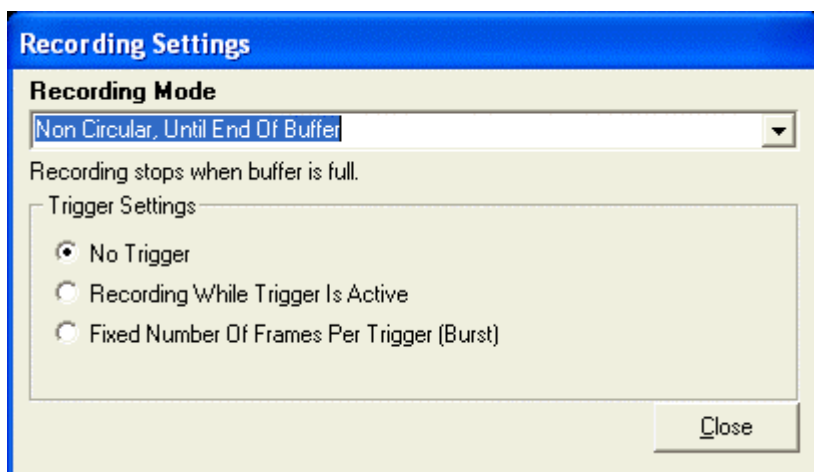 Recording Settings
Recording Mode
Non Circular, Until End Of Buffer
Recording stops when buffer is full.
Trigger Settings
No Trigger
Recording While Trigger Is Active
Fixed Number Of Frames Per Trigger (Burst)
Close